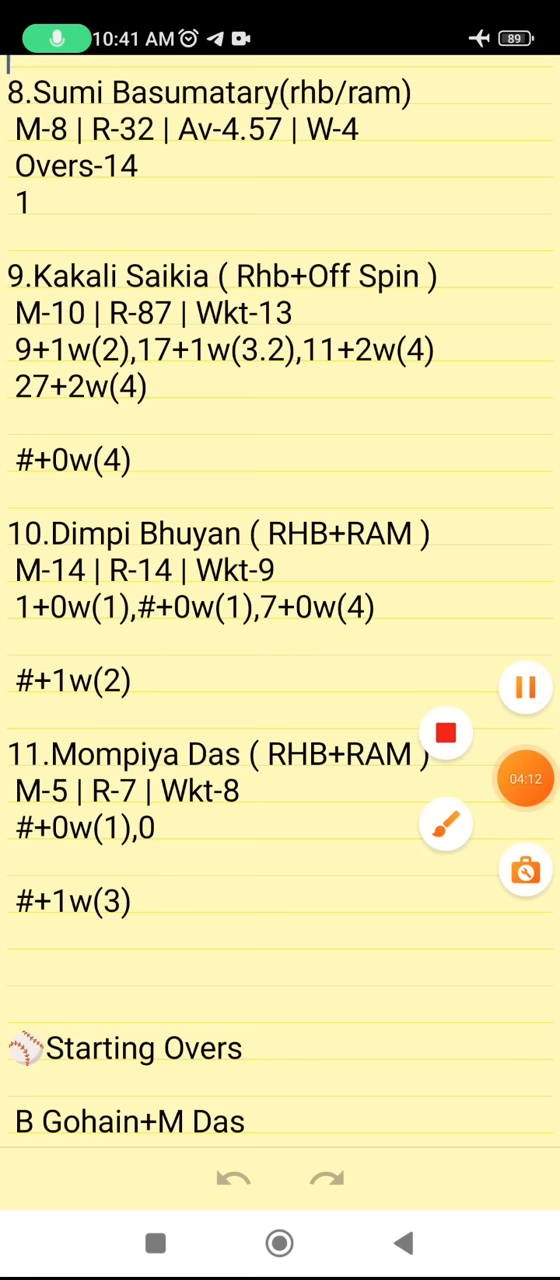 10:41 AM
89
8.Sumi Basumatary(rhb/ram)
M-8 | R-32 | Av-4.57 | W-4
Overs-14
1
9.Kakali Saikia ( Rhb+Off Spin )
M-10 | R-87 | Wkt-13
9+1w(2),17+1w(3.2),11+2w(4)
27+2w(4)
#+0w(4)
10.Dimpi Bhuyan ( RHB+RAM )
M-14 | R-14 | Wkt-9
1+0w(1),#+0w(1),7+0w(4)
#+1w(2)
11.Mompiya Das ( RHB+RAM )
M-5 | R-7 | Wkt-8
04:12
#+0w(1),0
#+1w(3)
⚾Starting Overs
B Gohain+M Das